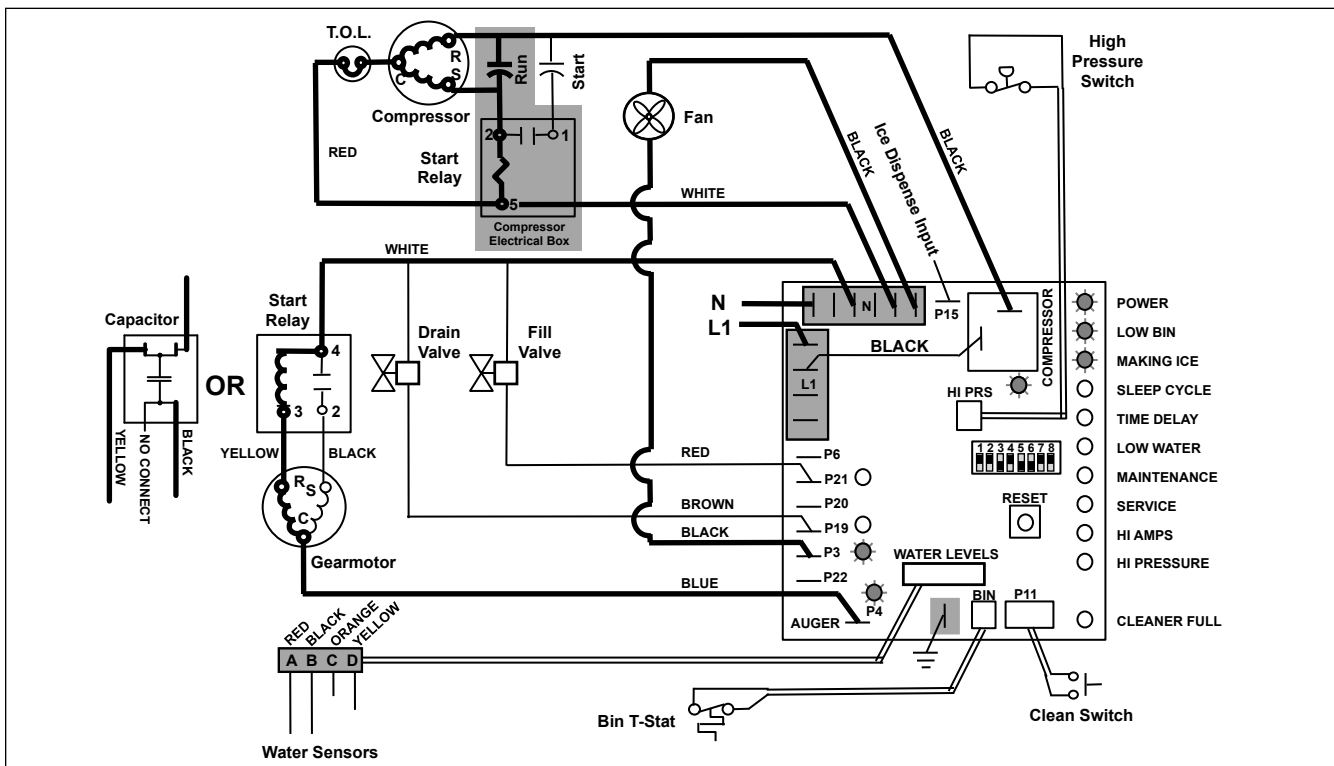 T.O.L.
R
S
C
Compressor
Run
Start
2
1
Start
Relay
5
Compressor
Electrical Box
RED
WHITE
Fan
BLACK
Ice Dispense Input
BLACK
High
Pressure
Switch
WHITE
Capacitor
YELLOW
NO CONNECT
BLACK
OR
Start
Relay
4
3
2
YELLOW
BLACK
R
S
C
Gearmotor
Drain
Valve
Fill
Valve
RED
BROWN
BLACK
BLUE
N
L1
N
P15
BLACK
L1
COMPRESSOR
HI PRS
1 2 3 4 5 6 7 8
RESET
P6
P21
P20
P19
P3
P22
P4
AUGER
WATER LEVELS
BIN
P11
POWER
LOW BIN
MAKING ICE
SLEEP CYCLE
TIME DELAY
LOW WATER
MAINTENANCE
SERVICE
HI AMPS
HI PRESSURE
CLEANER FULL
RED
BLACK
ORANGE
YELLOW
A B C D
Water Sensors
Bin T-Stat
Clean Switch